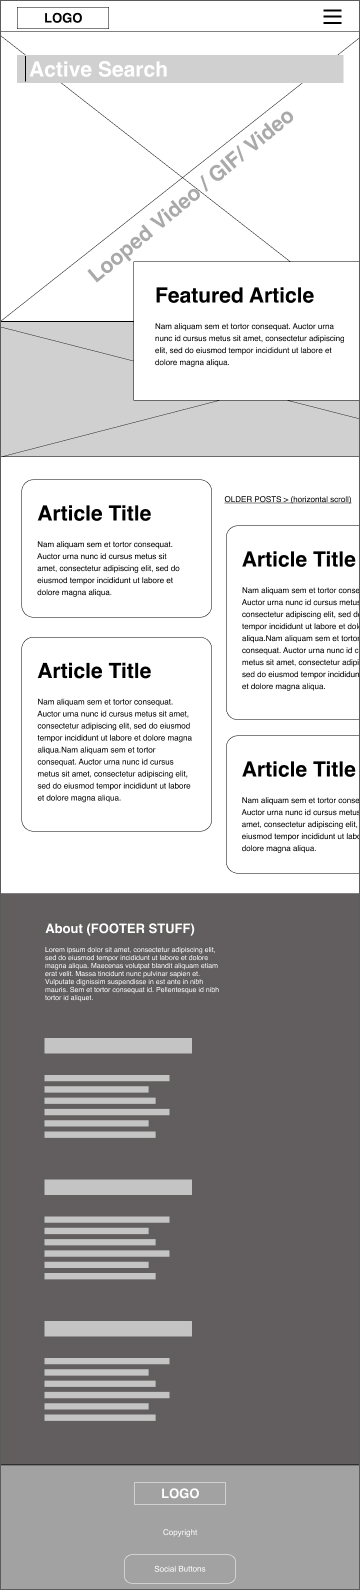 LOGO
Active Search
Looped Video / GIF/ Video
Featured Article
Nam aliquam sem et tortor consequat. Auctor urna
nunc id cursus metus sit amet, consectetur adipiscing
elit, sed do eiusmod tempor incididunt ut labore et
dolore magna aliqua.
Article Title
Nam aliquam sem et tortor consequat.
Auctor urna nunc id cursus metus sit
amet, consectetur adipiscing elit, sed do
eiusmod tempor incididunt ut labore et
dolore magna aliqua.
Article Title
Nam aliquam sem et tortor consequat.
Auctor urna nunc id cursus metus sit amet,
consectetur adipiscing elit, sed do eiusmod
tempor incididunt ut labore et dolore magna
aliqua.Nam aliquam sem et tortor
consequat. Auctor urna nunc id cursus
metus sit amet, consectetur adipiscing elit,
sed do eiusmod tempor incididunt ut labore
et dolore magna aliqua.
OLDER POSTS > (horizontal scroll)
Article Title
Nam aliquam sem et tortor conse
Auctor urna nunc id cursus metus
consectetur adipiscing elit, sed do
tempor incididunt ut labore et dolo
aliqua.Nam aliquam sem et tortor
consequat. Auctor urna nunc id c
metus sit amet, consectetur adipi
sed do eiusmod tempor incididun
et dolore magna aliqua.
Article Title
Nam aliquam sem et tortor conse
Auctor urna nunc id cursus metus
amet, consectetur adipiscing elit,
eiusmod tempor incididunt ut lab
dolore magna aliqua.
About (FOOTER STUFF)
Lorem ipsum dolor sit amet, consectetur adipiscing elit,
sed do eiusmod tempor incididunt ut labore et dolore
magna aliqua. Maecenas volutpat blandit aliquam etiam
erat velit. Massa tincidunt nunc pulvinar sapien et.
Vulputate dignissim suspendisse in est ante in nibh
mauris. Sem et tortor consequat id. Pellentesque id nibh
tortor id aliquet.
LOGO
Copyright
Social Buttons